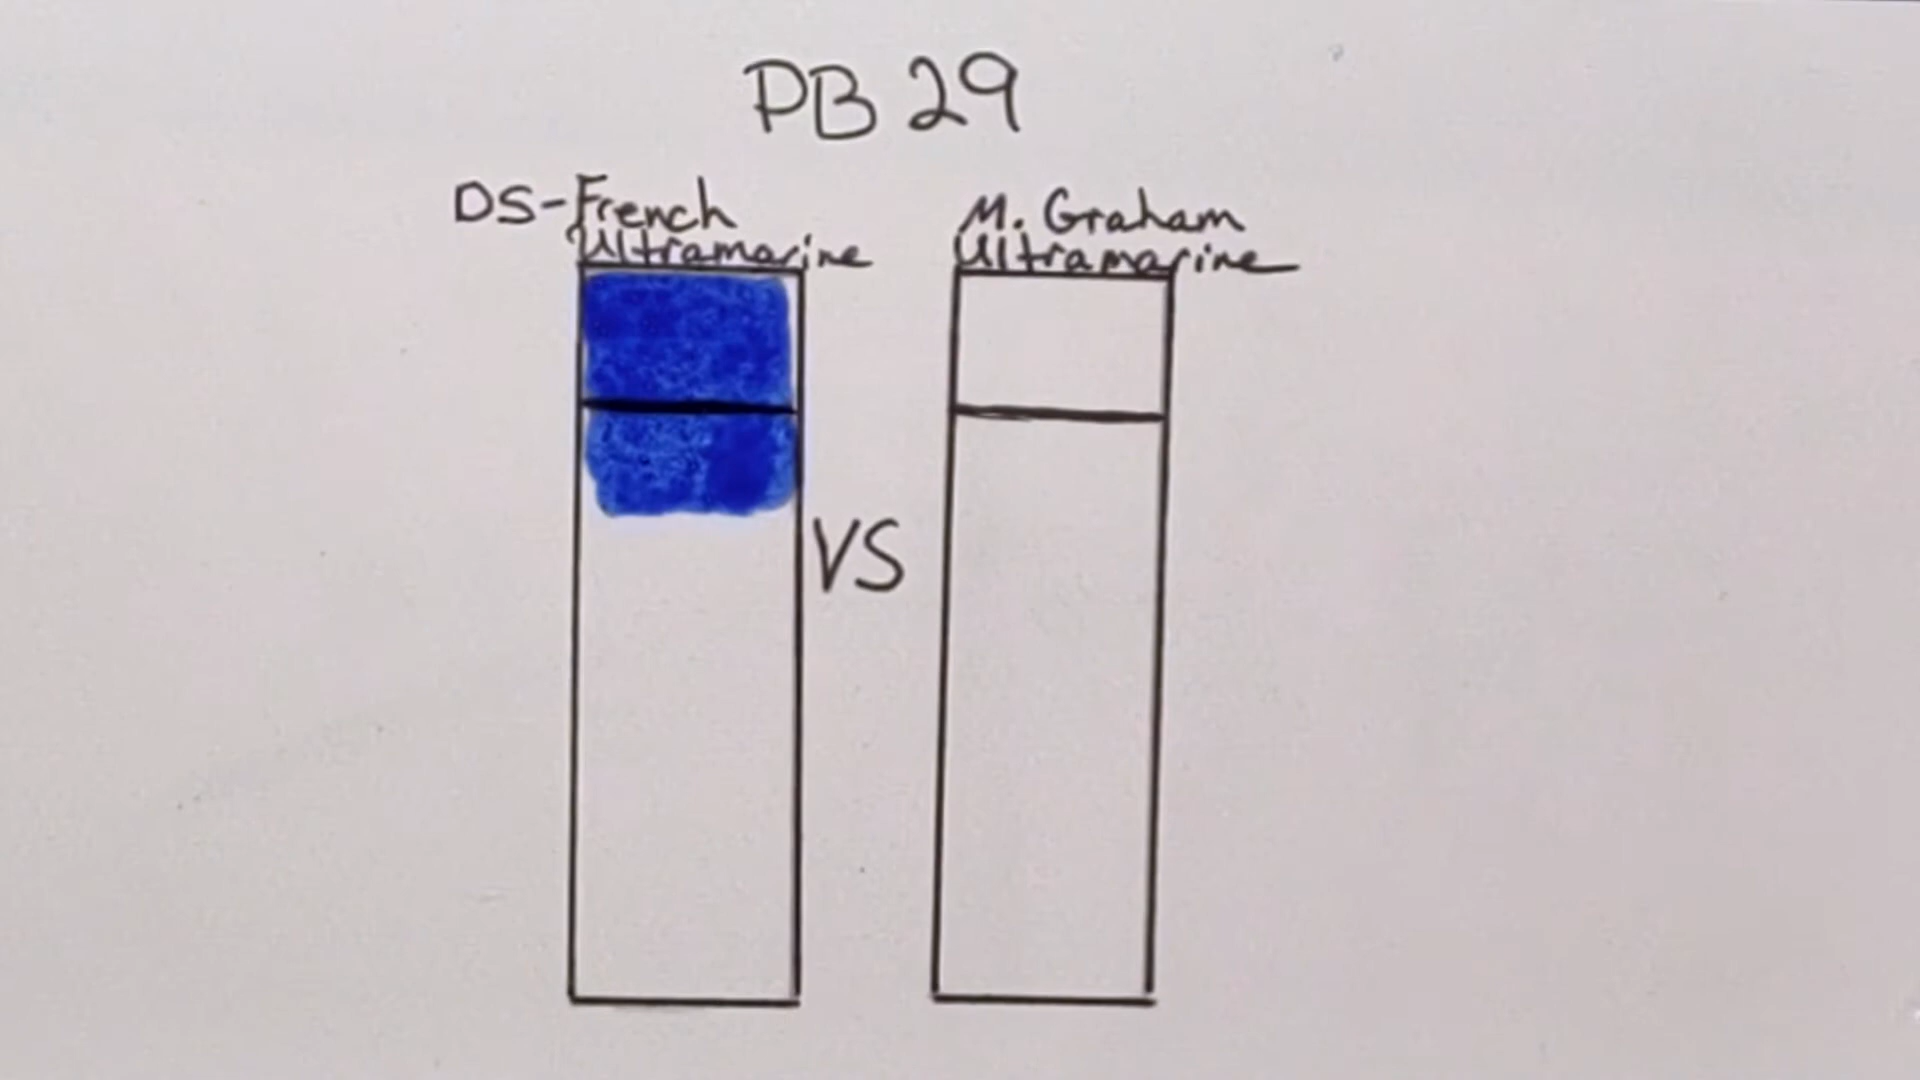 PB 29
DS-French
Ultramarine
M. Graham
Ultramarine
VS